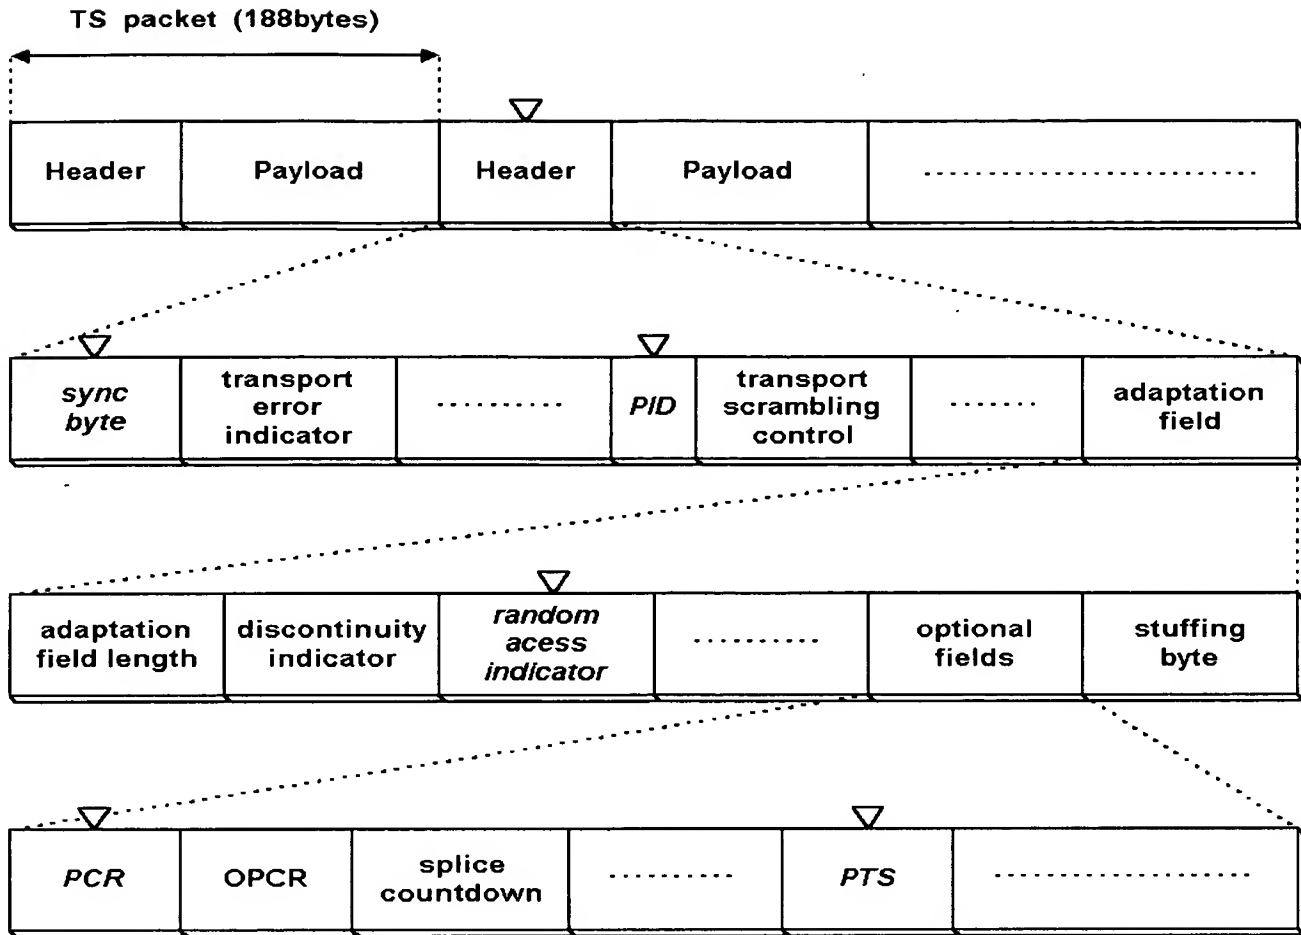 TS packet (188bytes)
Header Payload Header Payload ........................
sync byte
transport error indicator
..........
PID
transport scrambling control
.......
adaptation field
adaptation field length
discontinuity indicator
random acess indicator
..........
optional fields
stuffing byte
PCR
OPCR
splice countdown
..........
PTS
........................